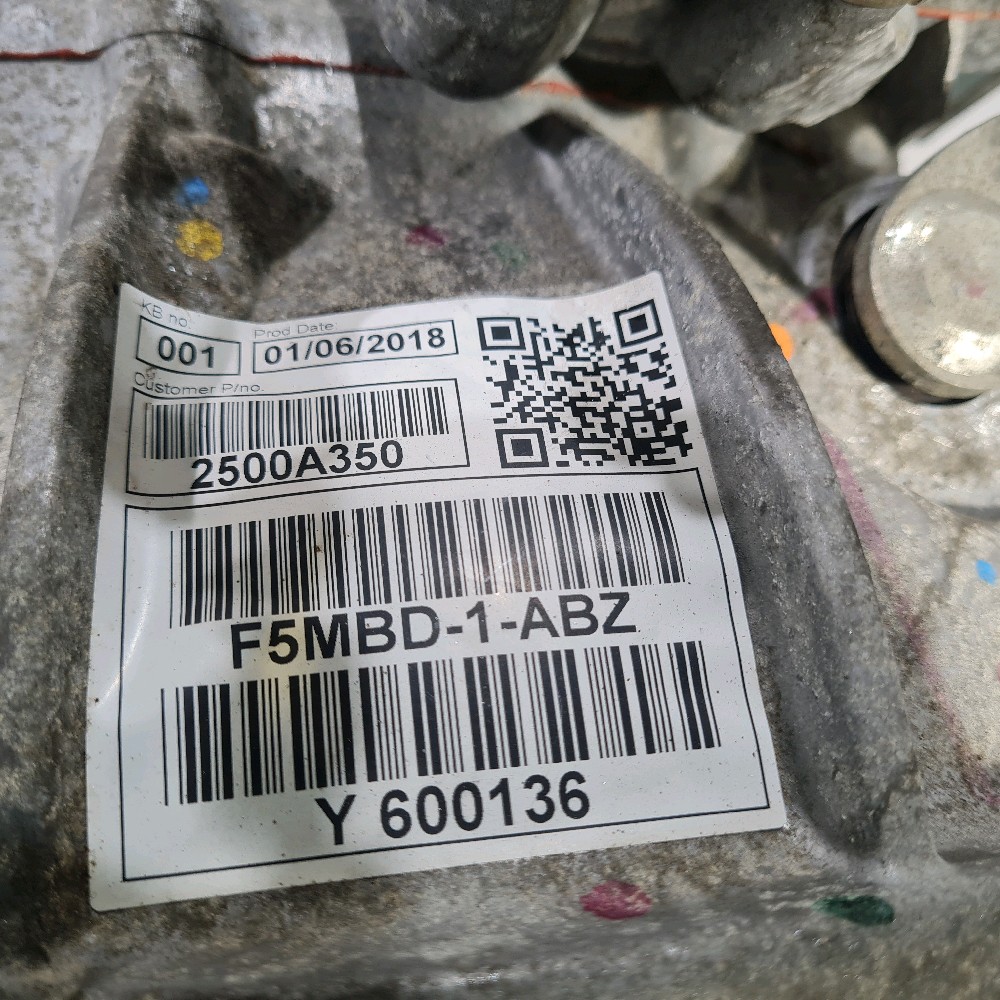 KB no.
001
Prod Date
01/06/2018
Customer P/no.
2500A350
F5MBD-1-ABZ
Y 600136